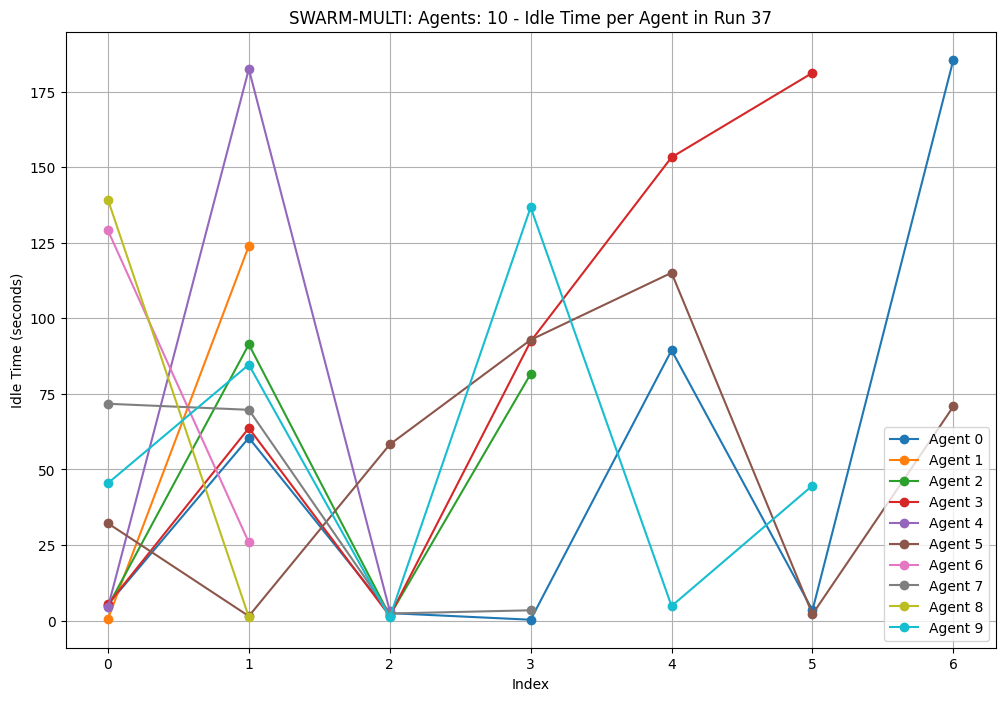 SWARM-MULTI: Agents: 10 - Idle Time per Agent in Run 37
175
150
125
100
75
50
25
0
Idle Time (seconds)
0 1 2 3 4 5 6
Index
Agent 0
Agent 1
Agent 2
Agent 3
Agent 4
Agent 5
Agent 6
Agent 7
Agent 8
Agent 9